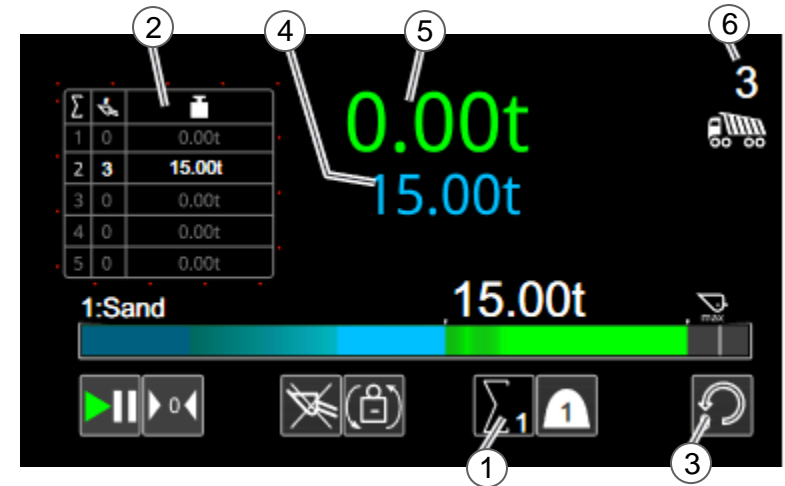 2 4 5 6
3
Σ
1 0 0.00t
2 3 15.00t
3 0 0.00t
4 0 0.00t
5 0 0.00t
0.00t
15.00t
1:Sand 15.00t max
0 Σ1 1
1 3